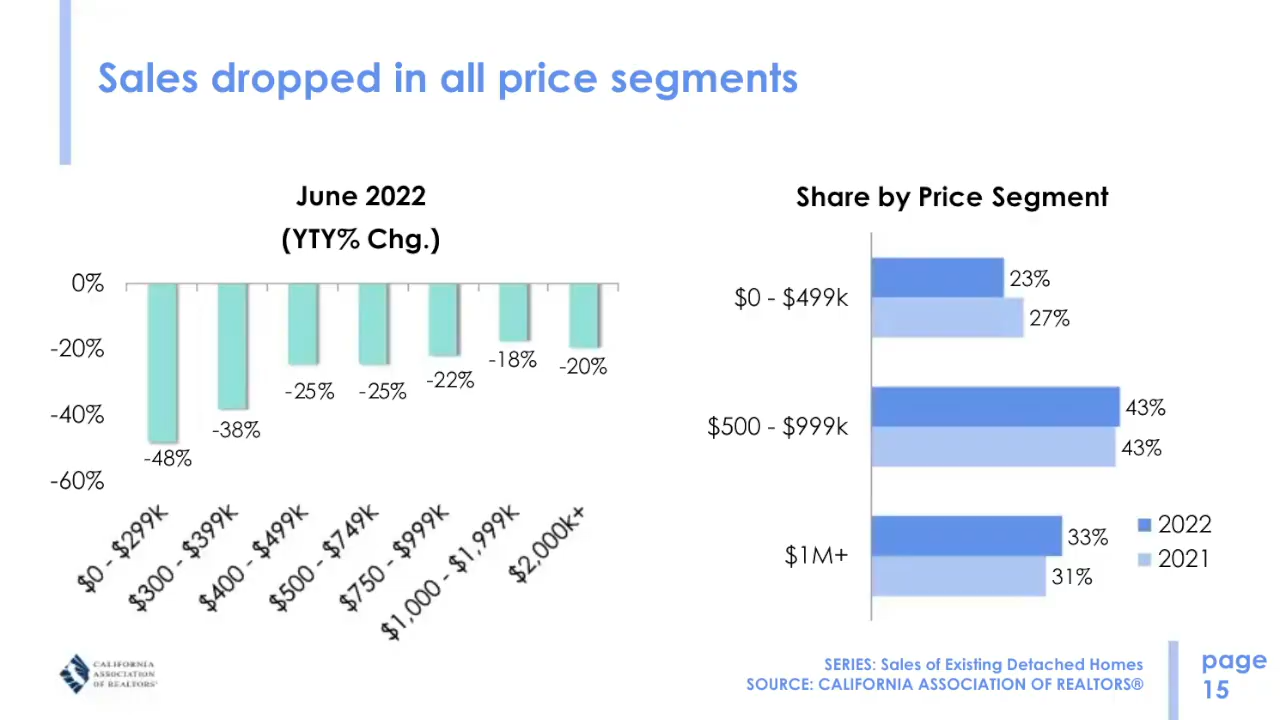 Sales dropped in all price segments
June 2022
(YTY% Chg.)
0%
-20%
-40%
-60%
-48%
-38%
-25%
-25%
-22%
-18%
-20%
$0 - $299k
$300 - $399k
$400 - $499k
$500 - $749k
$750 - $999k
$1,000 - $1,999k
$2,000k+
Share by Price Segment
$0 - $499k
23%
27%
$500 - $999k
43%
43%
$1M+
33%
31%
2022
2021
CALIFORNIA
ASSOCIATION
OF REALTORS®
SERIES: Sales of Existing Detached Homes
SOURCE: CALIFORNIA ASSOCIATION OF REALTORS®
page
15